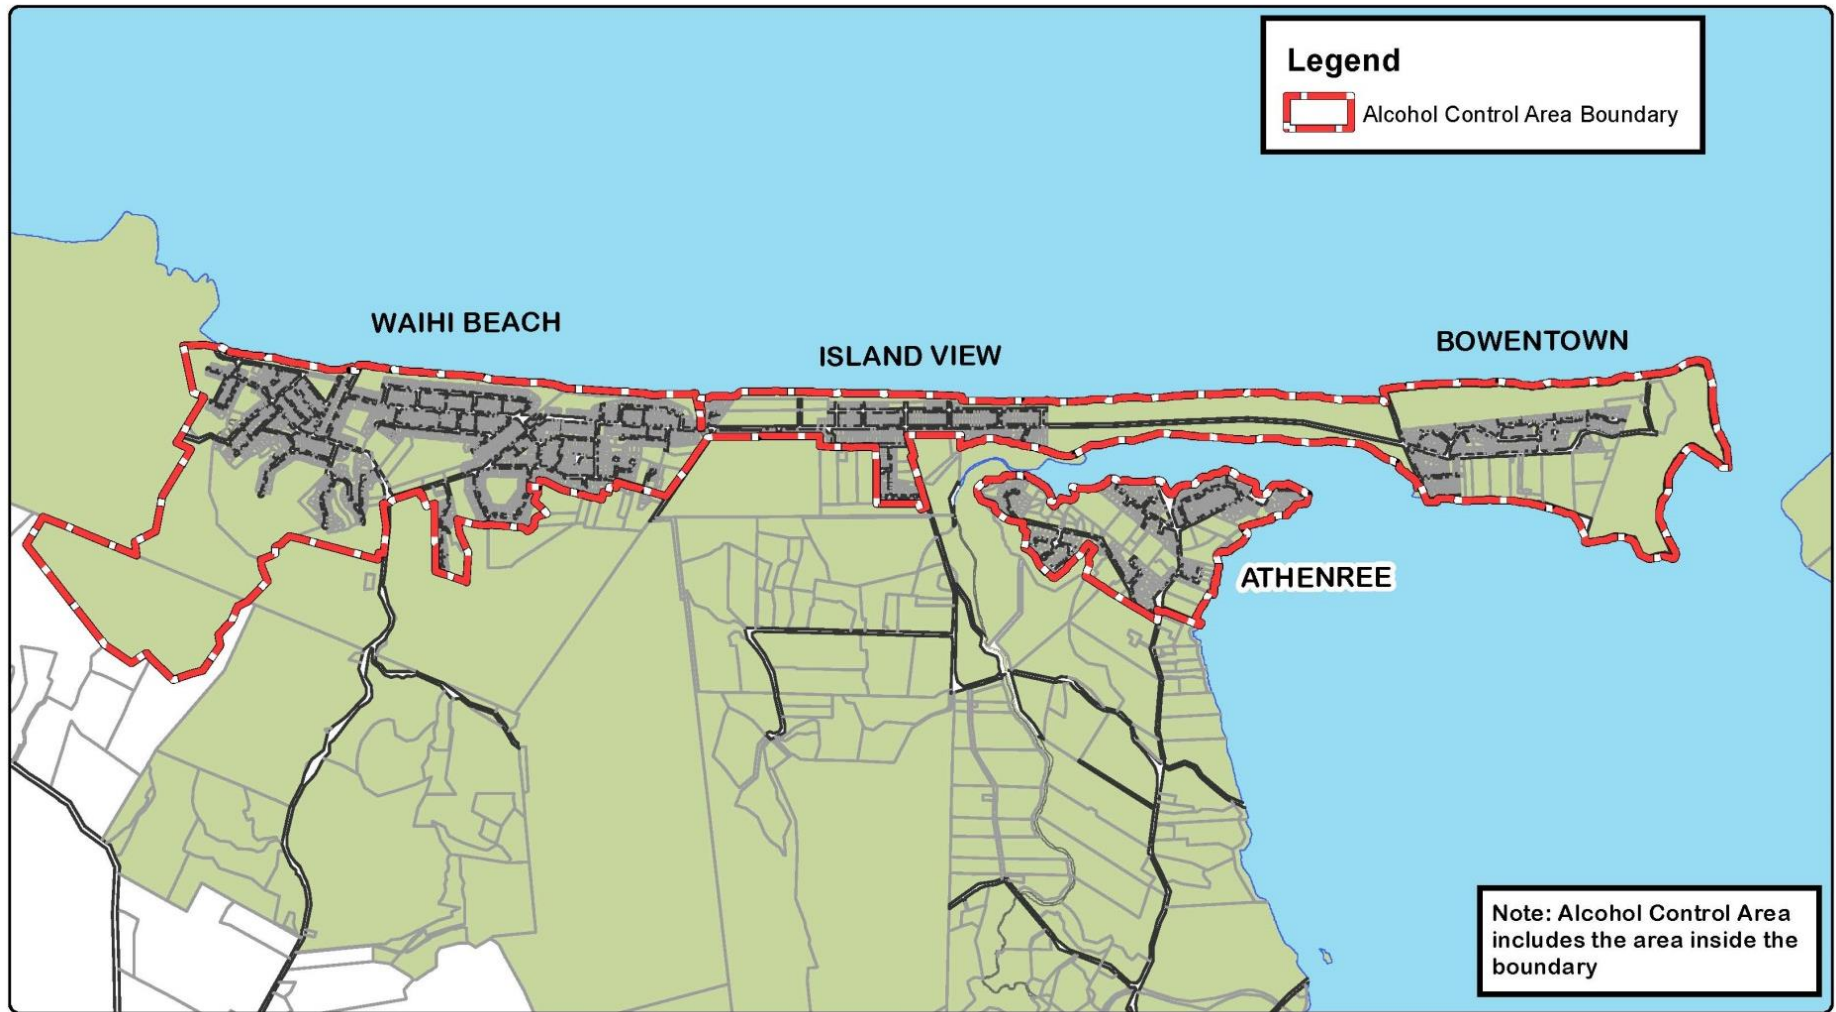 Legend
Alcohol Control Area Boundary
WAIHI BEACH
ISLAND VIEW
BOWENTOWN
ATHENREE
Note: Alcohol Control Area
includes the area inside the
boundary